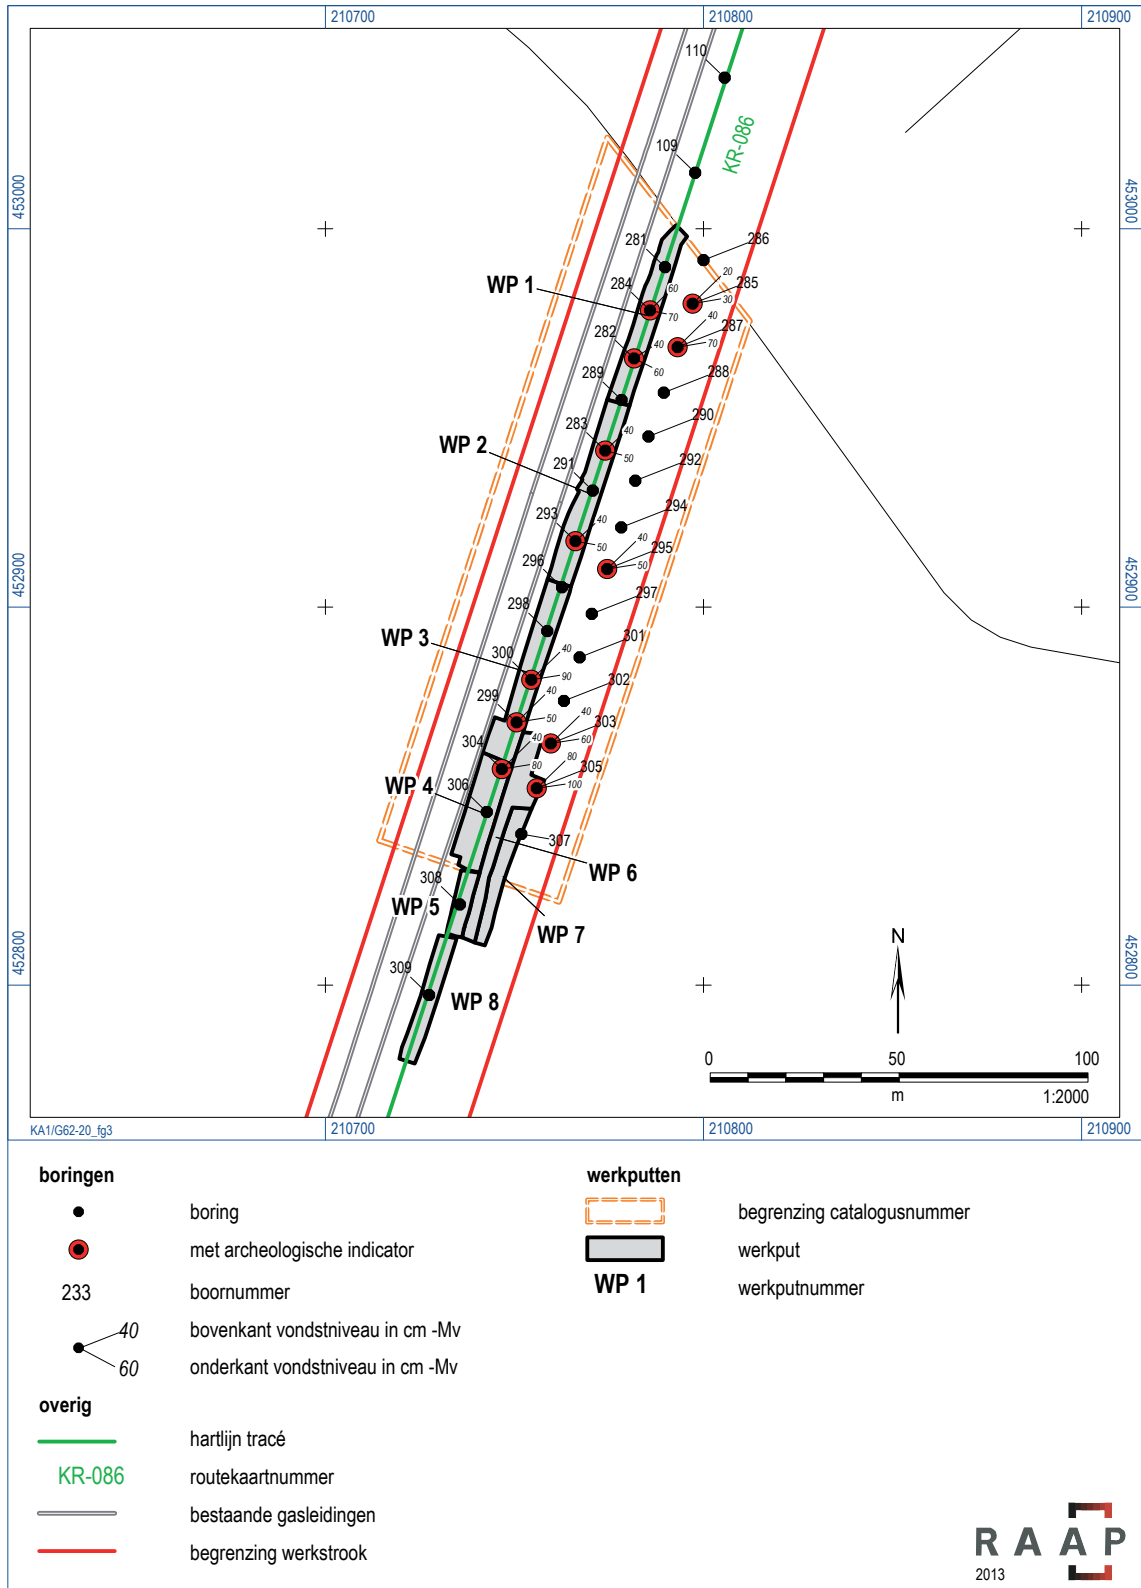 210700 210800 210900
110
KR-086
109
453000 453000
281
286
WP 1
284 60 20 285
70 30
282 40 40 287
60 70
289 288
283 40 290
WP 2 50
291 292
293 40 294
50 40 295
296 50
452900 452900
298 297
WP 3
300 40 301
90
299 40 302
50 40 303
304 40 60
80 80 305
WP 4 306 100
307
WP 6
308
WP 5
WP 7
N
452800 452800
309
WP 8
0 50 100
m 1:2000
KA1/G62-20_fg3
210700 210800 210900
boringen
boring
met archeologische indicator
233 boornummer
40 bovenkant vondstniveau in cm -Mv
60 onderkant vondstniveau in cm -Mv
overig
hartlijn tracé
KR-086 routekaartnummer
bestaande gasleidingen
begrenzing werkstrook
werkputten
begrenzing catalogusnummer
werkput
WP 1 werkputnummer
RAAP
2013